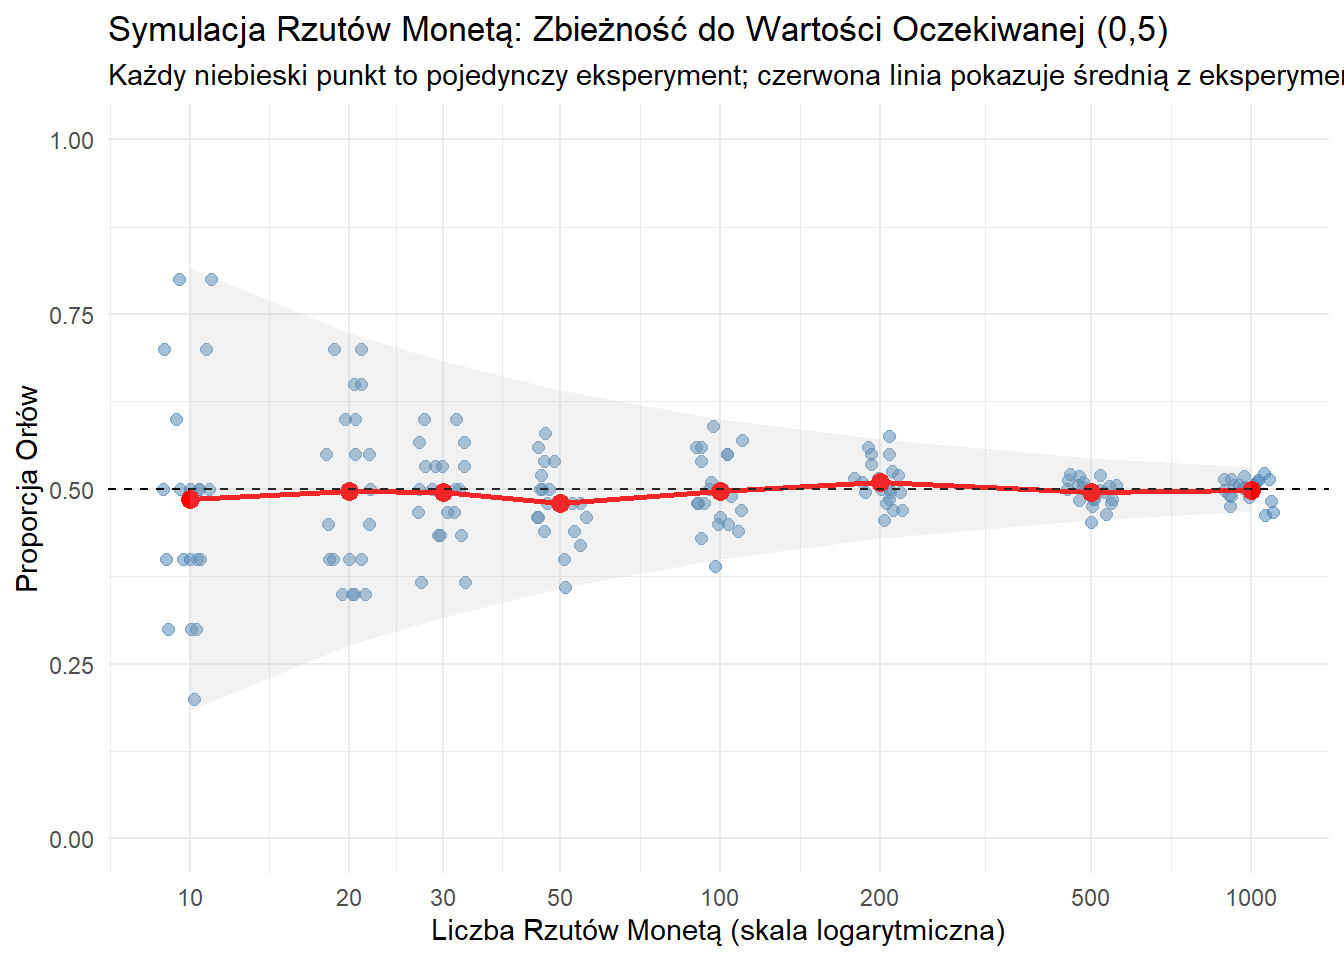 Symulacja Rzutów Monetą: Zbieżność do Wartości Oczekiwanej (0,5)
Każdy niebieski punkt to pojedynczy eksperyment; czerwona linia pokazuje średnią z eksperymen
1.00
0.75
0.50
0.25
0.00
Proporcja Orłów
10 20 30 50 100 200 500 1000
Liczba Rzutów Monetą (skala logarytmiczna)